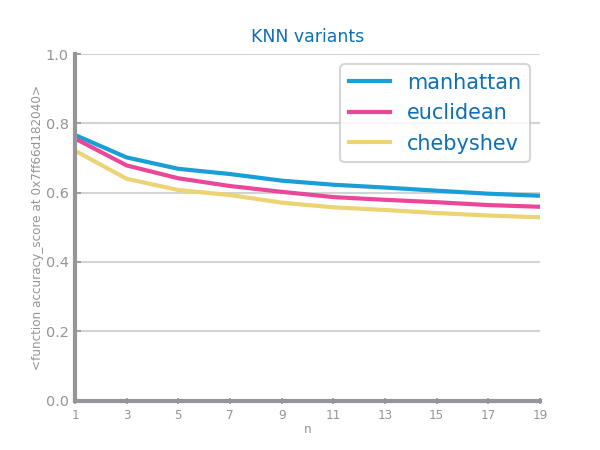 KNN variants
<function accuracy_score at 0x7ff66d182040>
1.0
0.8
0.6
0.4
0.2
0.0
manhattan
euclidean
chebyshev
1 3 5 7 9 11 13 15 17 19
n